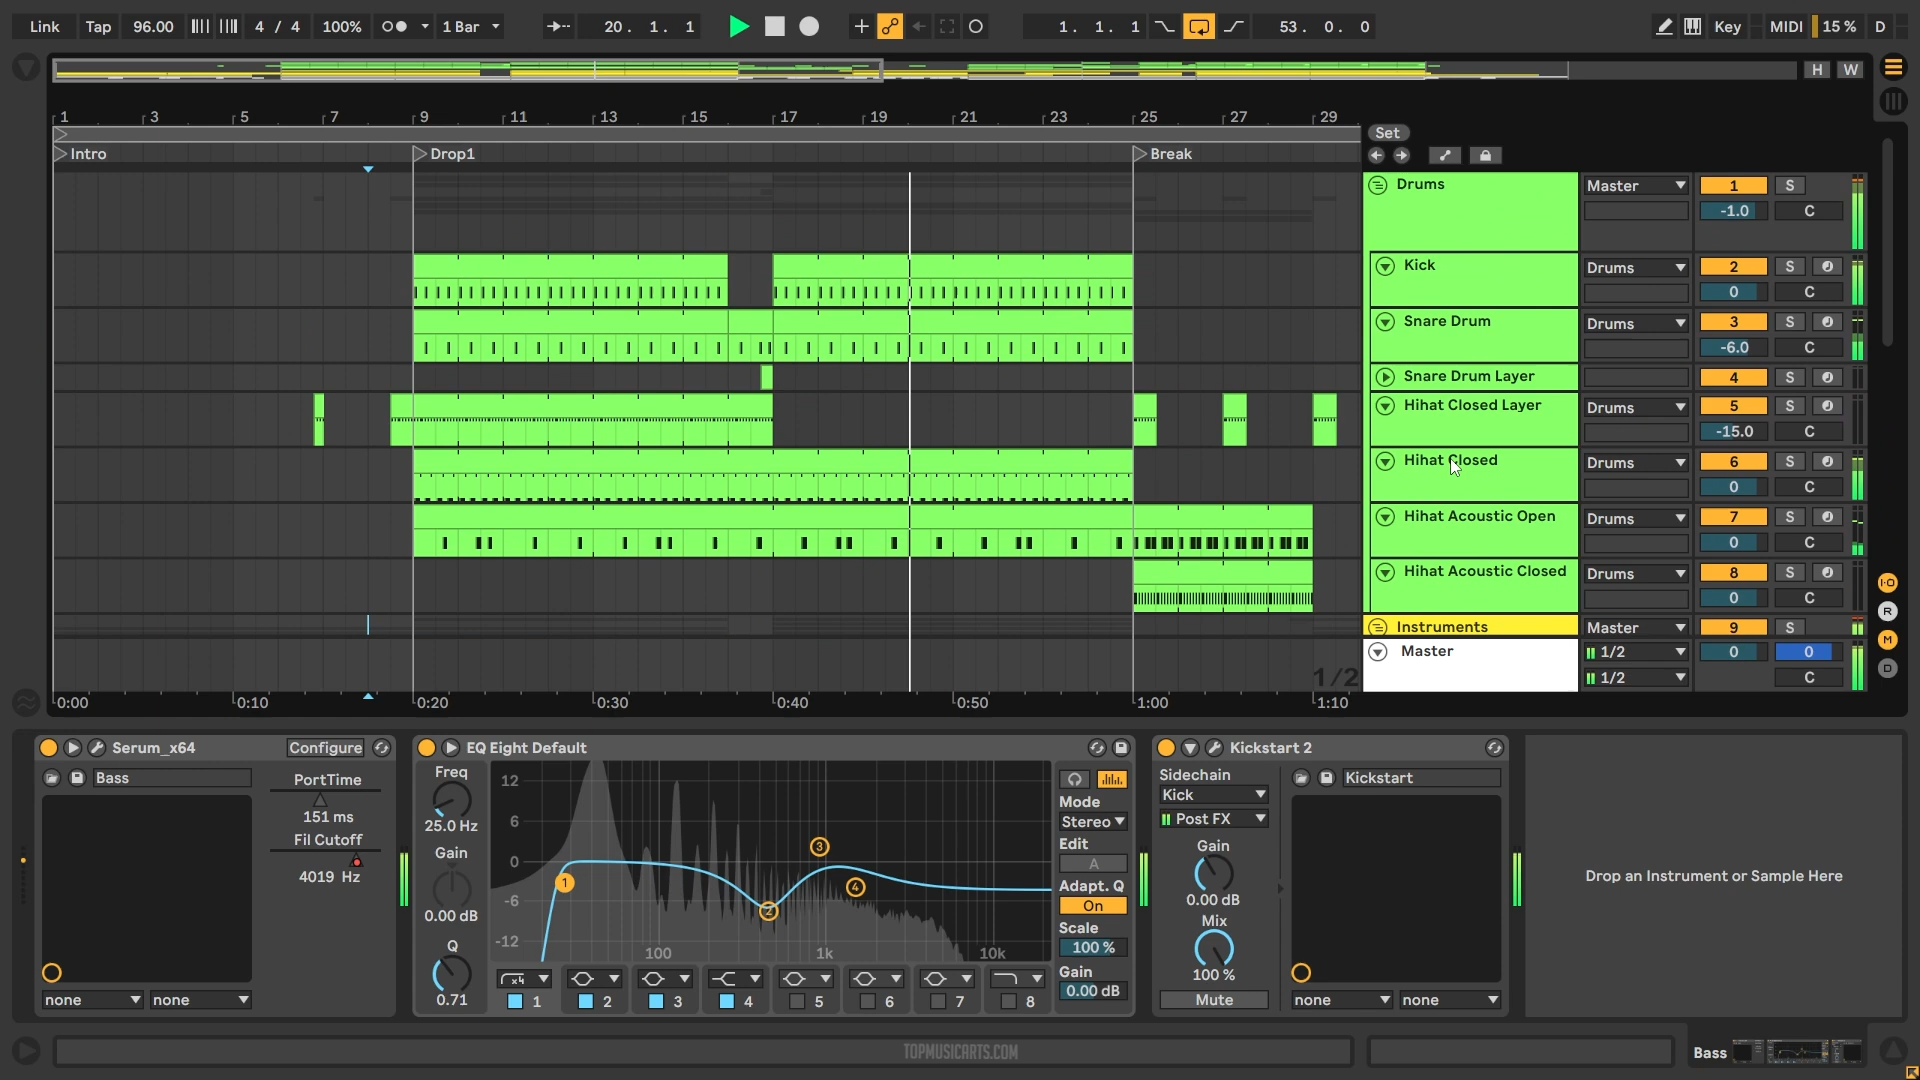 Link Tap 96.00 4 / 4 100% 1 Bar 20. 1. 1 1. 1. 1 53. 0. 0 Key MIDI 15 % D
H W
1 3 5 7 9 11 13 15 17 19 21 23 25 27 29
Set
Intro Drop1 Break
Drums Master 1 S
-1.0 C
Kick Drums 2 S
0 C
Snare Drum Drums 3 S
-6.0 C
Snare Drum Layer 4 S
Hihat Closed Layer Drums 5 S
-15.0 C
Hihat Closed Drums 6 S
0 C
Hihat Acoustic Open Drums 7 S
0 C
Hihat Acoustic Closed Drums 8 S
0 C
I·O
R
M
D
Instruments Master 9 S
Master 1/2 0 0
1/2 1/2 C
0:00 0:10 0:20 0:30 0:40 0:50 1:00 1:10
Serum_x64 Configure
Bass
PortTime
151 ms
Fil Cutoff
4019 Hz
none none
EQ Eight Default
Freq
25.0 Hz
Gain
0.00 dB
Q
0.71
12
6
0
-6
-12
100 1k 10k
1 2 3 4
1 2 3 4 5 6 7 8
Mode
Stereo
Edit
A
Adapt. Q
On
Scale
100 %
Gain
0.00 dB
Kickstart 2
Sidechain
Kick
Post FX
Gain
0.00 dB
Mix
100 %
Mute
Kickstart
none none
Drop an Instrument or Sample Here
TOPMUSICARTS.COM
Bass